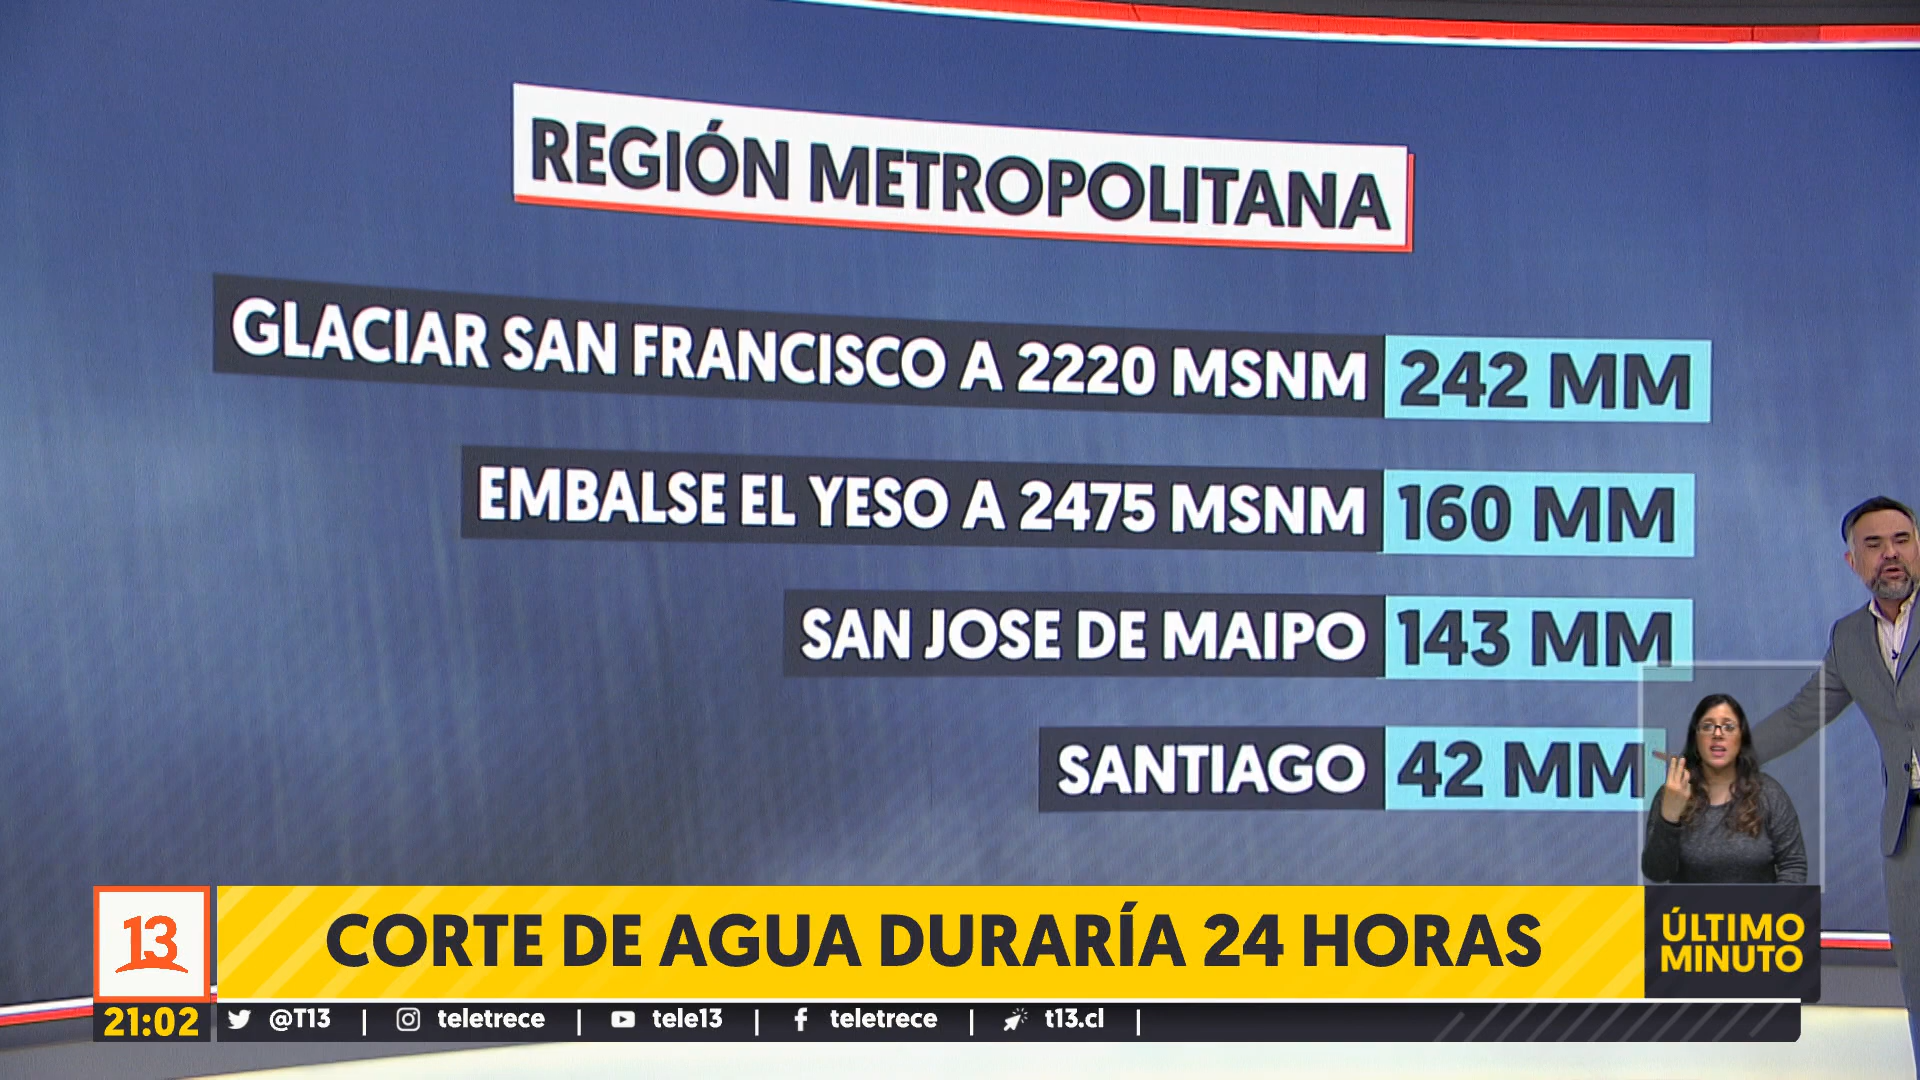 REGIÓN METROPOLITANA
GLACIAR SAN FRANCISCO A 2220 MSNM 242 MM
EMBALSE EL YESO A 2475 MSNM 160 MM
SAN JOSE DE MAIPO 143 MM
SANTIAGO 42 MM
13 CORTE DE AGUA DURARÍA 24 HORAS
ÚLTIMO
MINUTO
21:02 @T13 | teletrece | tele13 | teletrece | t13.cl |